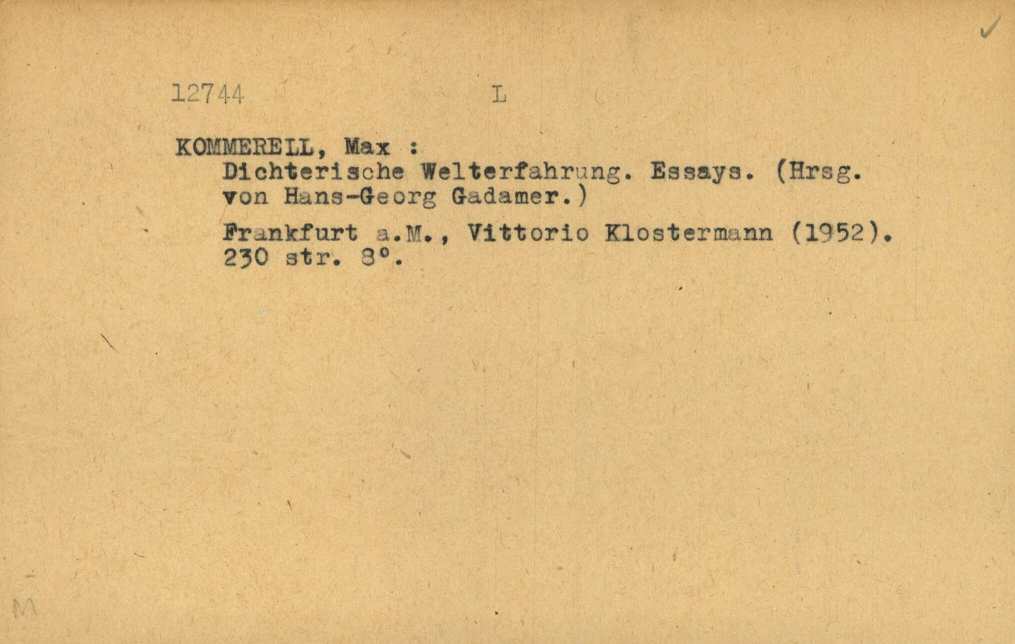 12744 L
KOMMERELL, Max :
Dichterische Welterfahrung. Essays. (Hrsg.
von Hans-Georg Gadamer.)
Frankfurt a.M., Vittorio Klostermann (1952).
230 str. 8°.
M